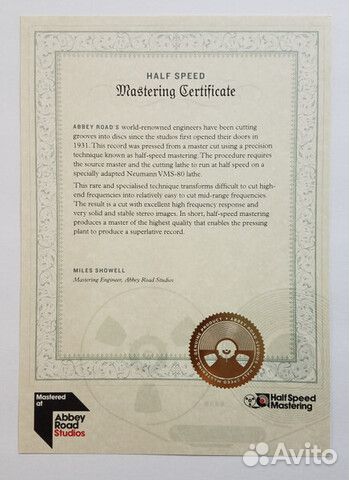 HALF SPEED
Mastering Certificate
ABBEY ROAD'S world-renowned engineers have been cutting
grooves into discs since the studios first opened their doors in
1931. This record was pressed from a master cut using a precision
technique known as half-speed mastering. The procedure requires
the source master and the cutting lathe to run at half speed on a
specially adapted Neumann VMS-80 lathe.
This rare and specialised technique transforms difficult to cut high-
end frequencies into relatively easy to cut mid-range frequencies.
The result is a cut with excellent high frequency response and
very solid and stable stereo images. In short, half-speed mastering
produces a master of the highest quality that enables the pressing
plant to produce a superlative record.
MILES SHOWELL
Mastering Engineer, Abbey Road Studios
Mastered
at
Abbey
Road
Studios
Half Speed
Mastering
Avito